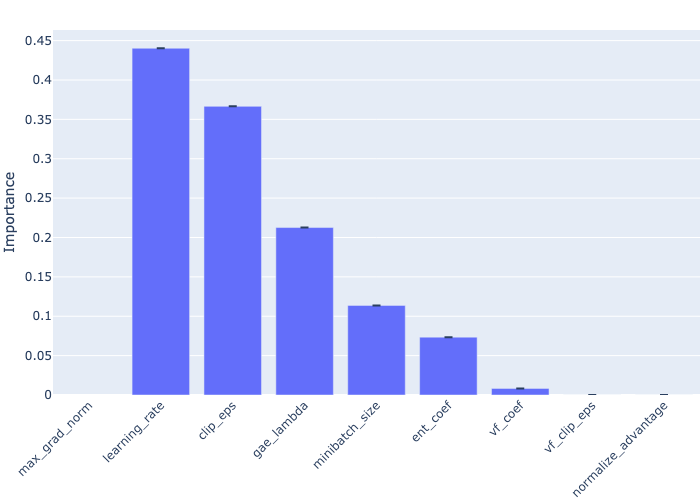 0.45
0.4
0.35
0.3
0.25
0.2
0.15
0.1
0.05
0
Importance
max_grad_norm
learning_rate
clip_eps
gae_lambda
minibatch_size
ent_coef
vf_coef
vf_clip_eps
normalize_advantage